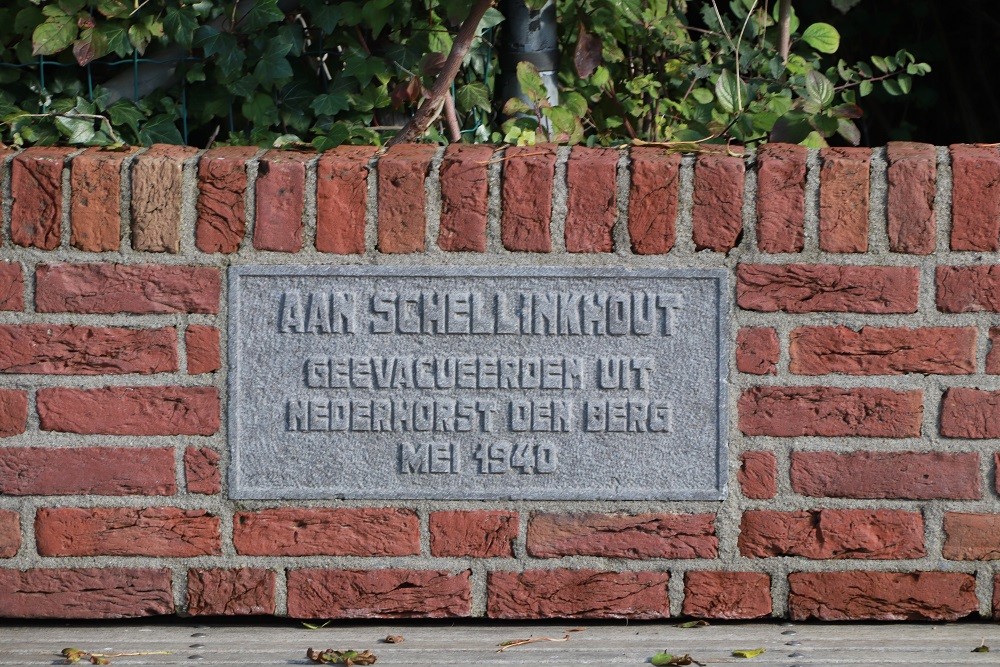 AAN SCHELLINKHOUT
GEEVACUEERDEN UIT
NEDERHORST DEN BERG
MEI 1940